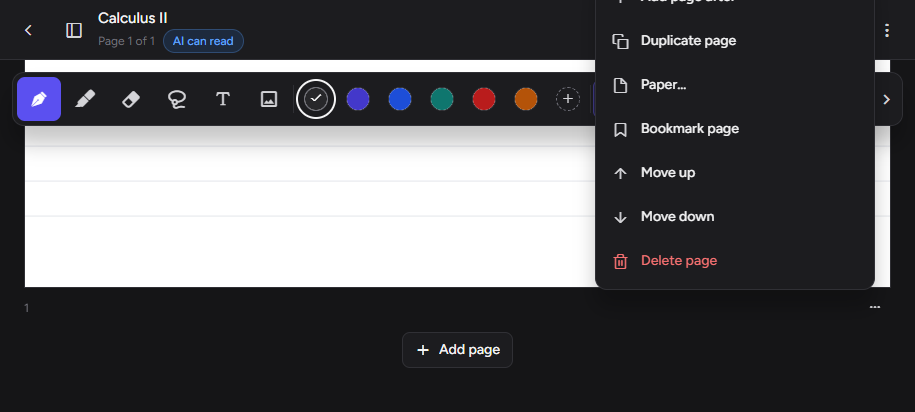 Calculus II
Page 1 of 1 AI can read
Duplicate page
Paper...
Bookmark page
Move up
Move down
Delete page
1
Add page